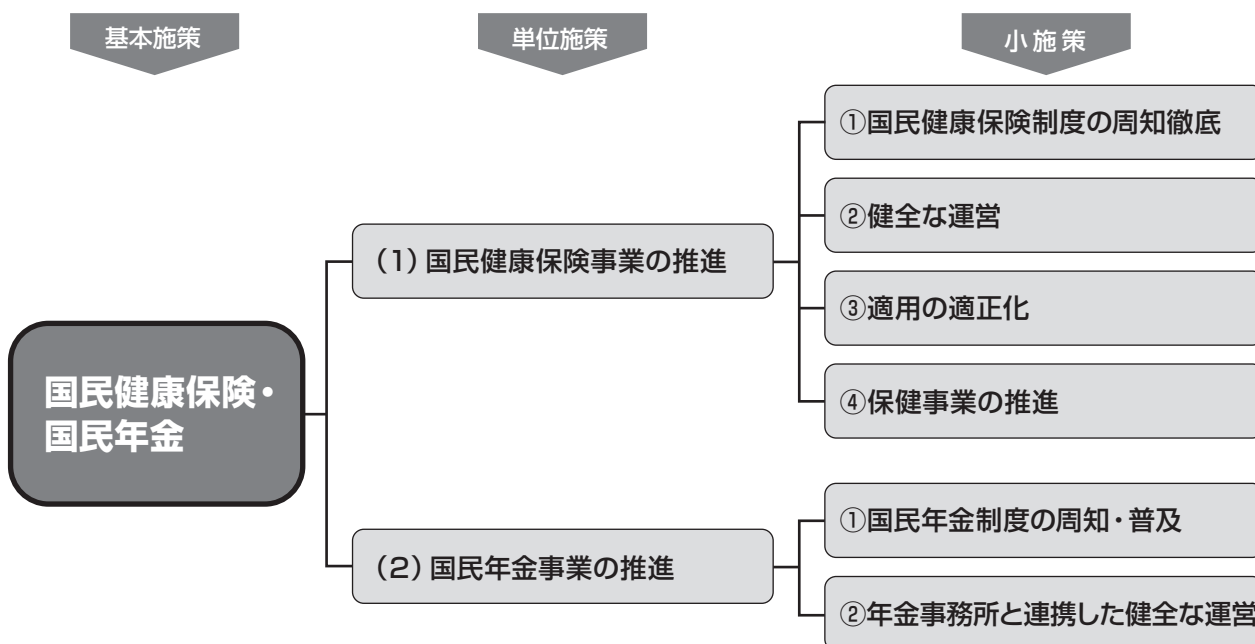 基本施策
単位施策
小施策
国民健康保険・
国民年金
(1)国民健康保険事業の推進
①国民健康保険制度の周知徹底
②健全な運営
③適用の適正化
④保健事業の推進
(2)国民年金事業の推進
①国民年金制度の周知・普及
②年金事務所と連携した健全な運営